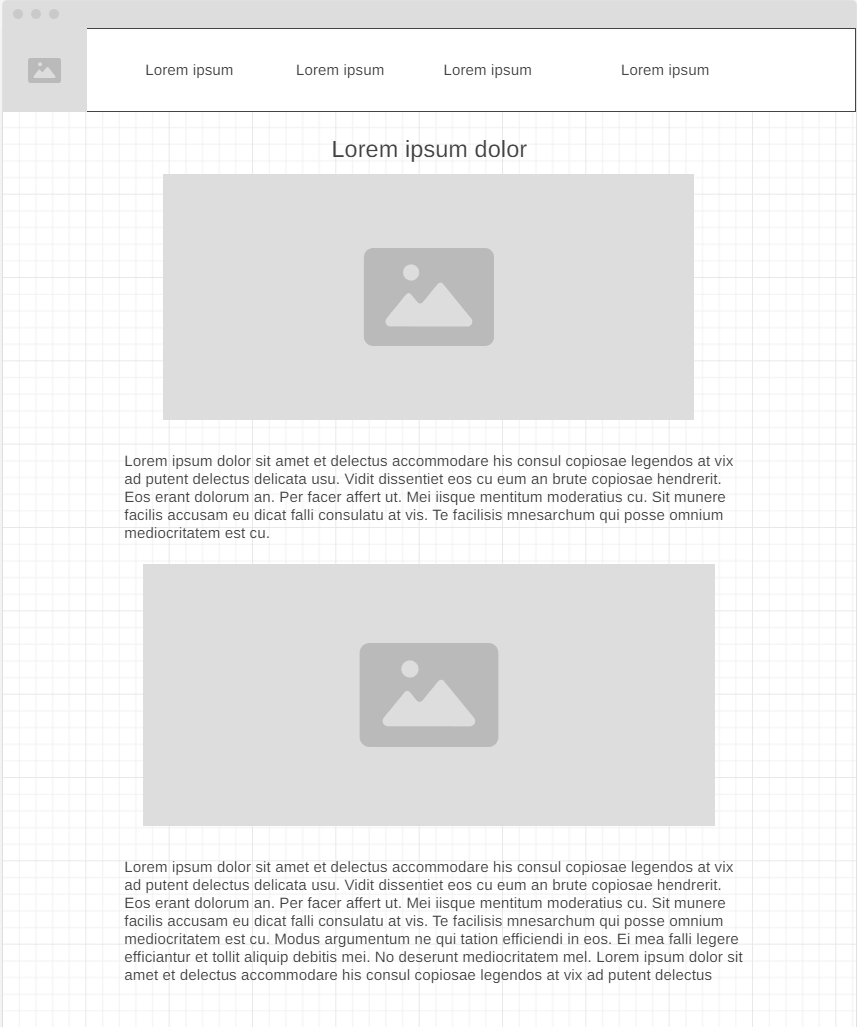 Lorem ipsum Lorem ipsum Lorem ipsum Lorem ipsum
Lorem ipsum dolor
Lorem ipsum dolor sit amet et delectus accommodare his consul copiosae legendos at vix
ad putent delectus delicata usu. Vidit dissentiet eos cu eum an brute copiosae hendrerit.
Eos erant dolorum an. Per facer affert ut. Mei iisque mentitum moderatius cu. Sit munere
facilis accusam eu dicat falli consulatu at vis. Te facilisis mnesarchum qui posse omnium
mediocritatem est cu.
Lorem ipsum dolor sit amet et delectus accommodare his consul copiosae legendos at vix
ad putent delectus delicata usu. Vidit dissentiet eos cu eum an brute copiosae hendrerit.
Eos erant dolorum an. Per facer affert ut. Mei iisque mentitum moderatius cu. Sit munere
facilis accusam eu dicat falli consulatu at vis. Te facilisis mnesarchum qui posse omnium
mediocritatem est cu. Modus argumentum ne qui tation efficiendi in eos. Ei mea falli legere
efficiantur et tollit aliquip debitis mei. No deserunt mediocritatem mel. Lorem ipsum dolor sit
amet et delectus accommodare his consul copiosae legendos at vix ad putent delectus